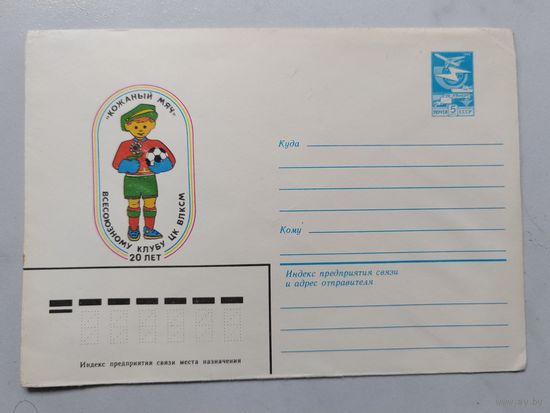 "КОЖАНЫЙ МЯЧ"
ВСЕСОЮЗНОМУ КЛУБУ ЦК ВЛКСМ
20 ЛЕТ
ПОЧТА 5К СССР
Куда
Кому
Индекс предприятия связи
и адрес отправителя
Индекс предприятия связи места назначения